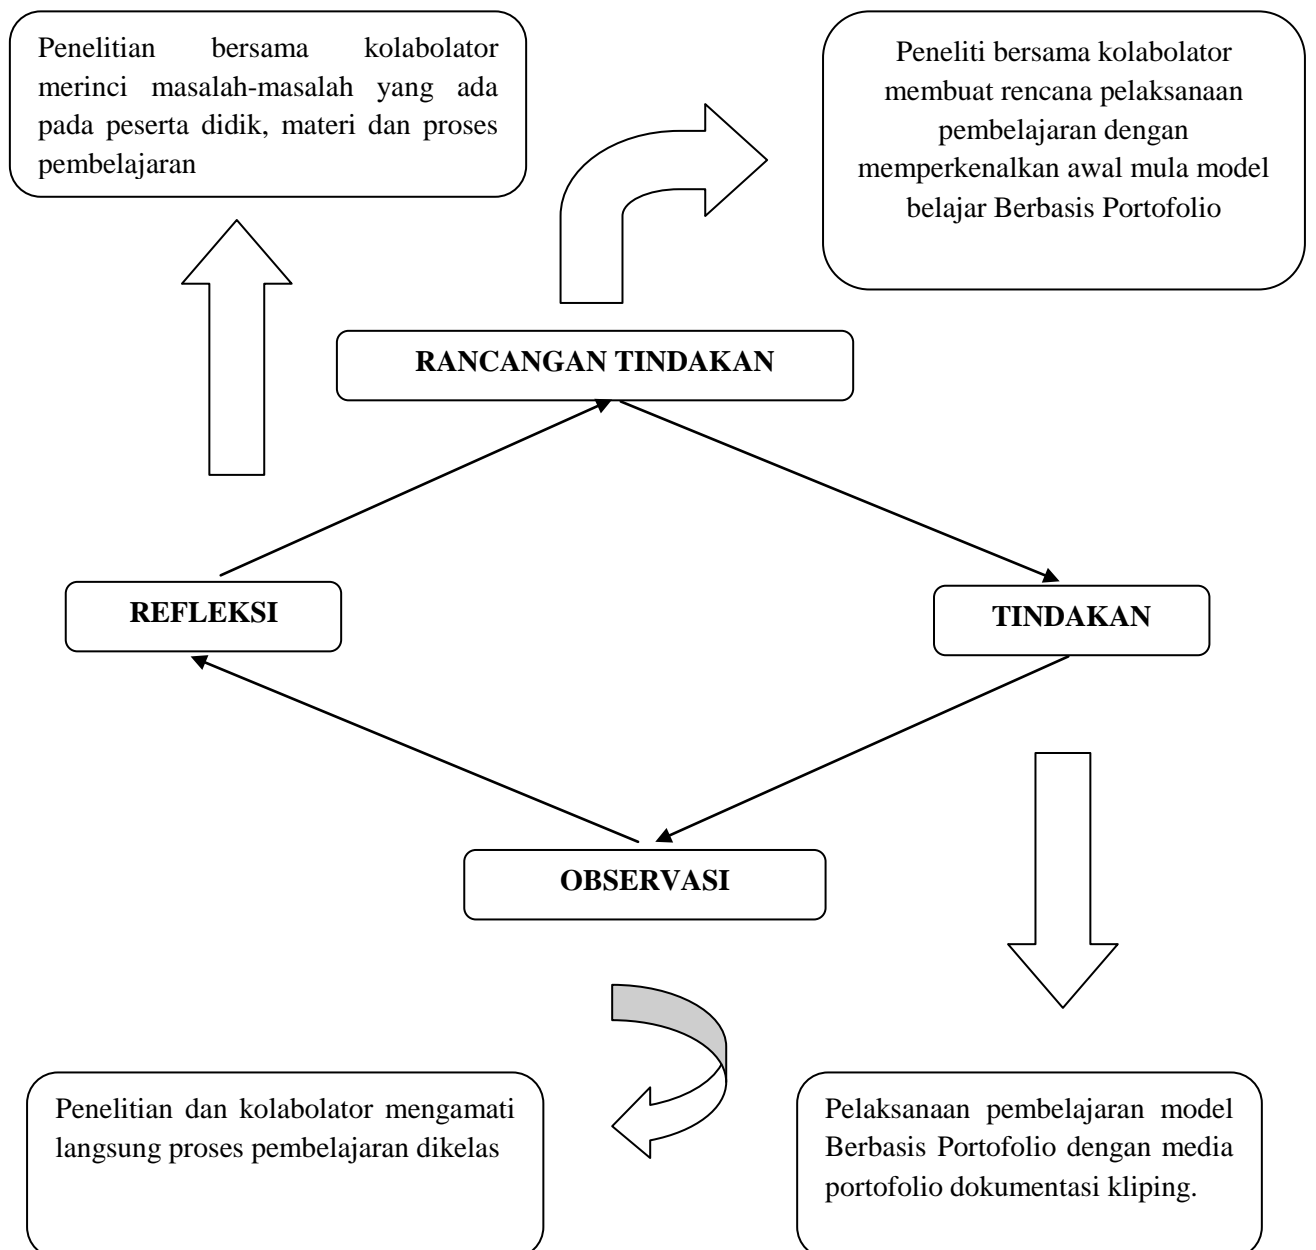 Penelitian bersama kolabolator
merinci masalah-masalah yang ada
pada peserta didik, materi dan proses
pembelajaran
Peneliti bersama kolabolator
membuat rencana pelaksanaan
pembelajaran dengan
memperkenalkan awal mula model
belajar Berbasis Portofolio
RANCANGAN TINDAKAN
REFLEKSI
TINDAKAN
OBSERVASI
Penelitian dan kolabolator mengamati
langsung proses pembelajaran dikelas
Pelaksanaan pembelajaran model
Berbasis Portofolio dengan media
portofolio dokumentasi kliping.